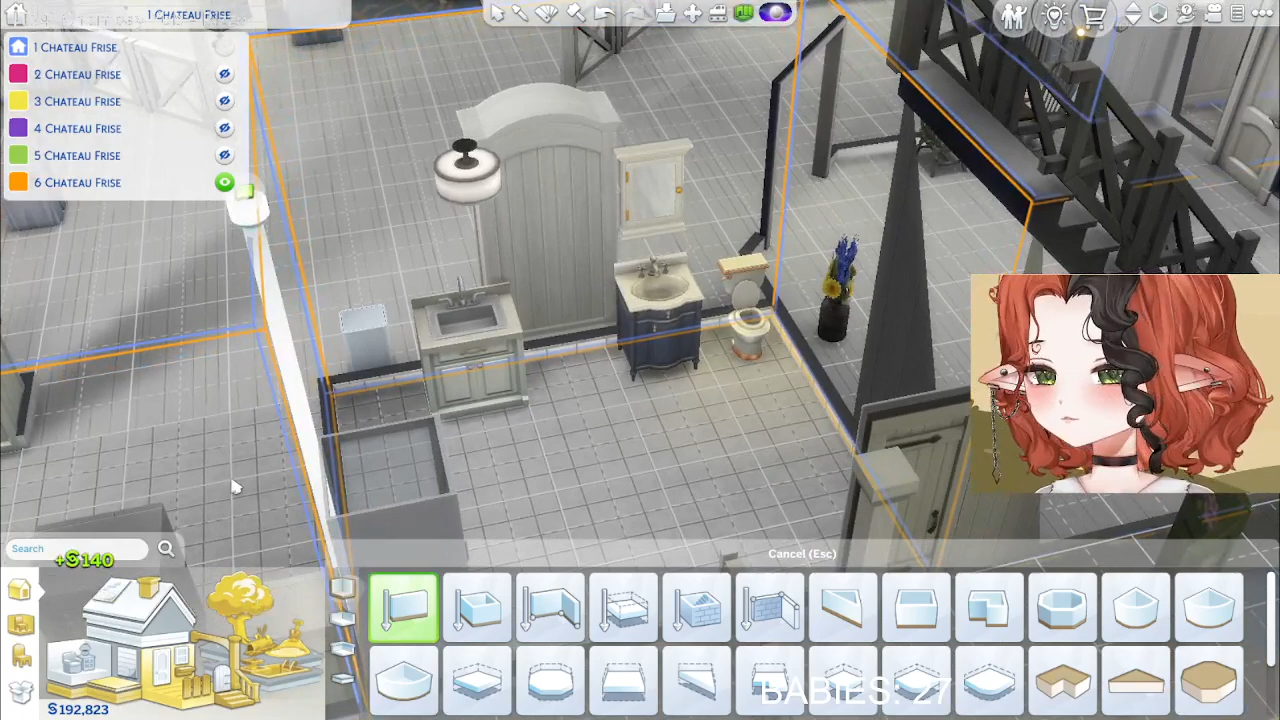 1 CHATEAU FRISE
1 CHATEAU FRISE
2 CHATEAU FRISE
3 CHATEAU FRISE
4 CHATEAU FRISE
5 CHATEAU FRISE
6 CHATEAU FRISE
Search
+§140
Cancel (Esc)
BABIES: 27
§192,823